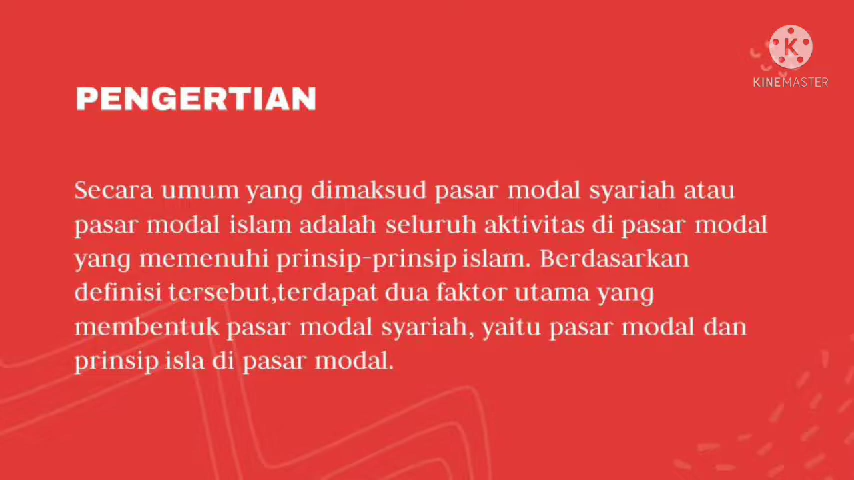 K
KINEMASTER
PENGERTIAN
Secara umum yang dimaksud pasar modal syariah atau
pasar modal islam adalah seluruh aktivitas di pasar modal
yang memenuhi prinsip-prinsip islam. Berdasarkan
definisi tersebut,terdapat dua faktor utama yang
membentuk pasar modal syariah, yaitu pasar modal dan
prinsip isla di pasar modal.